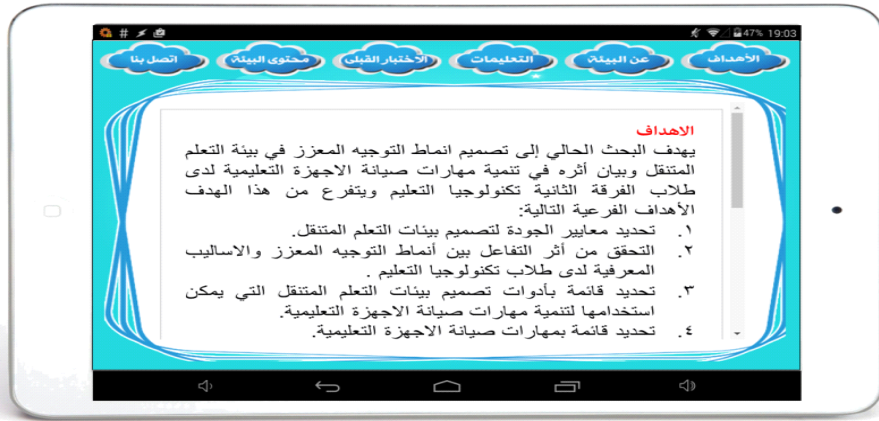 # 47% 19:03
الأهداف عن البيئة التعليمات الأختبار القبلى محتوى البيئة اتصل بنا
الاهداف
يهدف البحث الحالي إلى تصميم انماط التوجيه المعزز في بيئة التعلم
المتنقل وبيان أثره في تنمية مهارات صيانة الاجهزة التعليمية لدى
طلاب الفرقة الثانية تكنولوجيا التعليم ويتفرع من هذا الهدف
الأهداف الفرعية التالية:
١. تحديد معايير الجودة لتصميم بيئات التعلم المتنقل.
٢. التحقق من أثر التفاعل بين أنماط التوجيه المعزز والاساليب
المعرفية لدى طلاب تكنولوجيا التعليم .
٣. تحديد قائمة بأدوات تصميم بيئات التعلم المتنقل التي يمكن
استخدامها لتنمية مهارات صيانة الاجهزة التعليمية.
٤. تحديد قائمة بمهارات صيانة الاجهزة التعليمية.